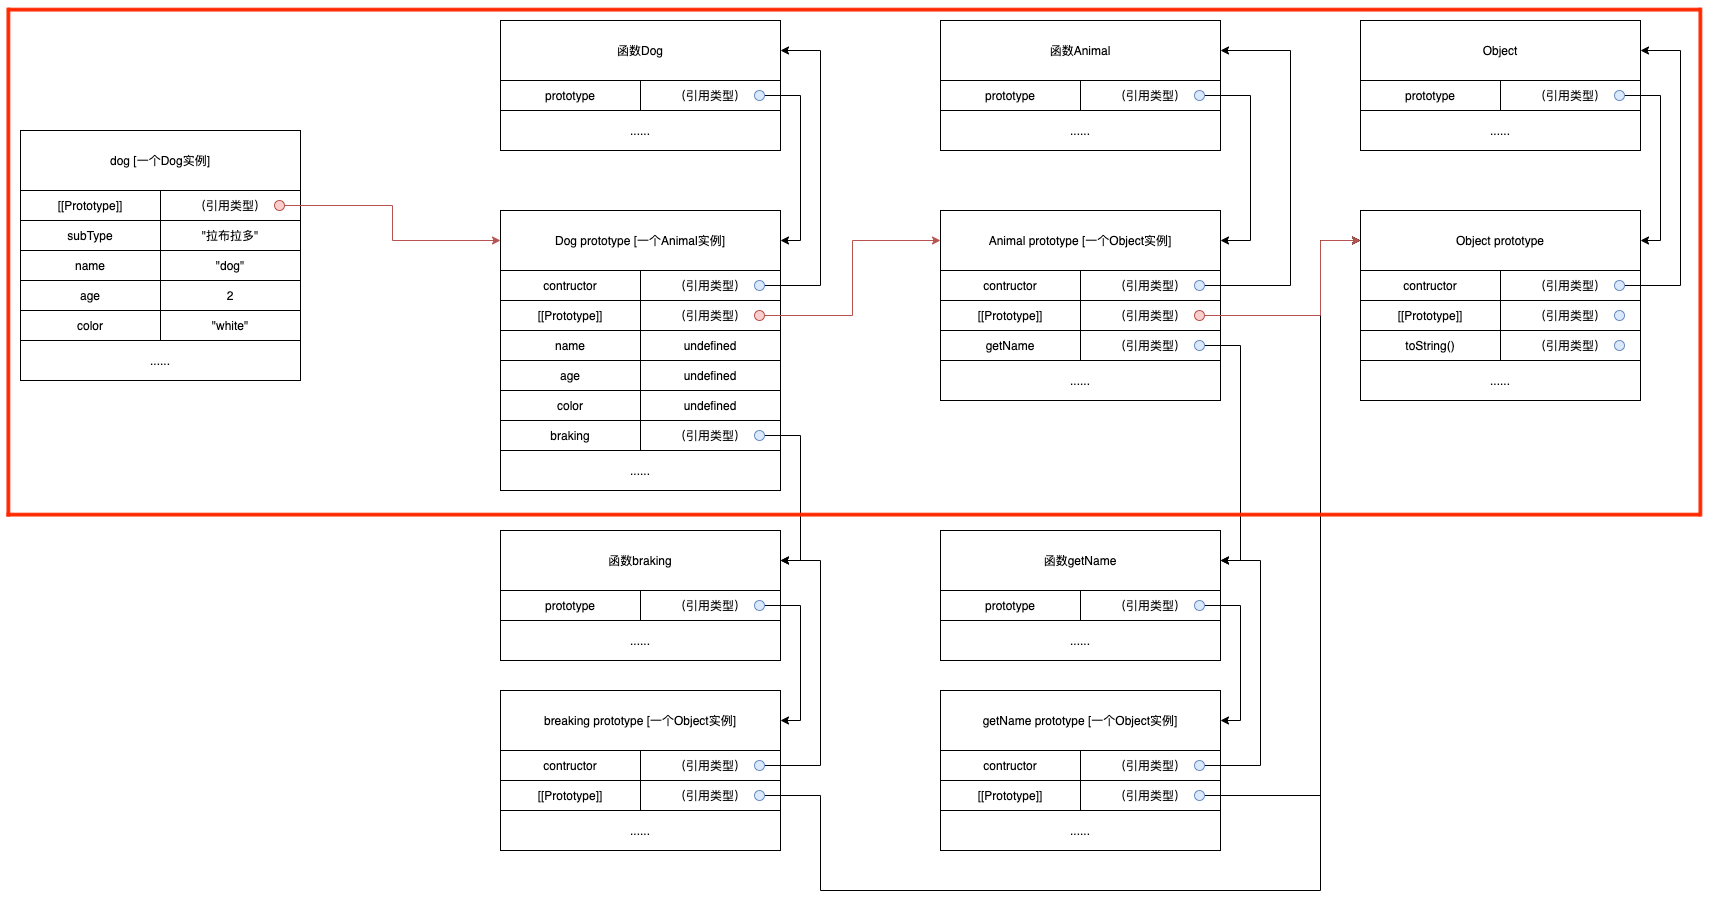 函数Dog
prototype (引用类型)
......
函数Animal
prototype (引用类型)
......
Object
prototype (引用类型)
......
dog [一个Dog实例]
[[Prototype]] (引用类型)
subType "拉布拉多"
name "dog"
age 2
color "white"
......
Dog prototype [一个Animal实例]
contructor (引用类型)
[[Prototype]] (引用类型)
name undefined
age undefined
color undefined
braking (引用类型)
......
Animal prototype [一个Object实例]
contructor (引用类型)
[[Prototype]] (引用类型)
getName (引用类型)
......
Object prototype
contructor (引用类型)
[[Prototype]] (引用类型)
toString() (引用类型)
......
函数braking
prototype (引用类型)
......
函数getName
prototype (引用类型)
......
breaking prototype [一个Object实例]
contructor (引用类型)
[[Prototype]] (引用类型)
......
getName prototype [一个Object实例]
contructor (引用类型)
[[Prototype]] (引用类型)
......